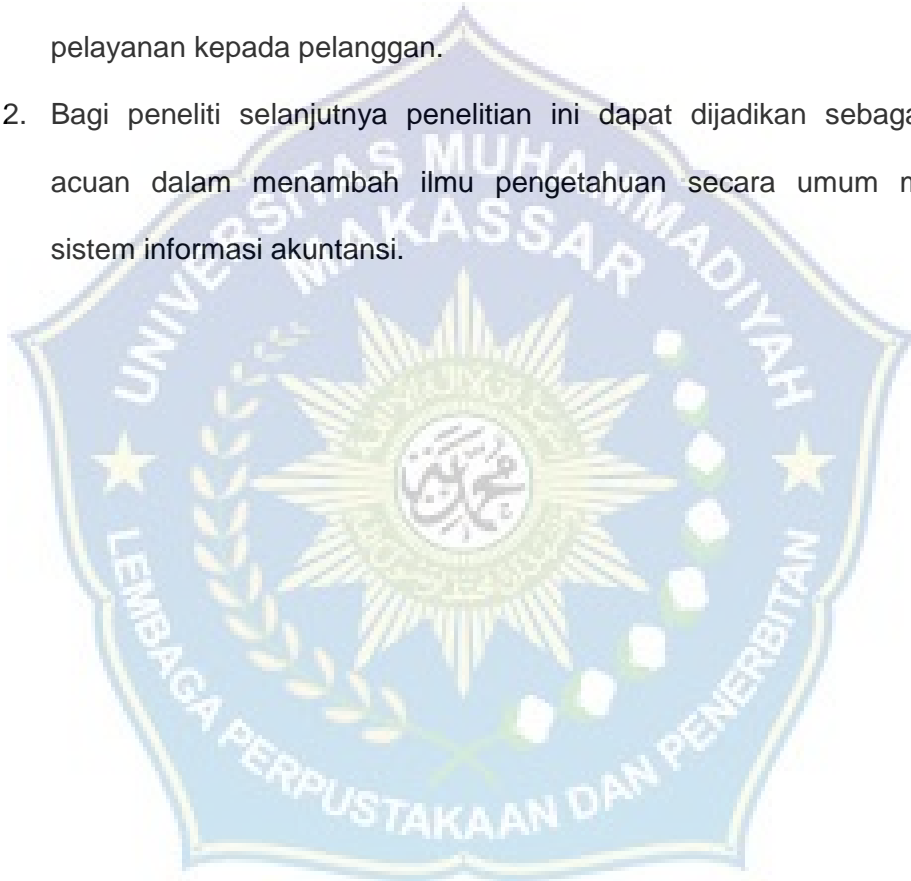 pelayanan kepada pelanggan.
2. Bagi peneliti selanjutnya penelitian ini dapat dijadikan sebaga
acuan dalam menambah ilmu pengetahuan secara umum m
sistem informasi akuntansi.
UNIVERSITAS MUHAMMADIYAH
MAKASSAR
محمدية
LEMBAGA PERPUSTAKAAN DAN PENERBITAN